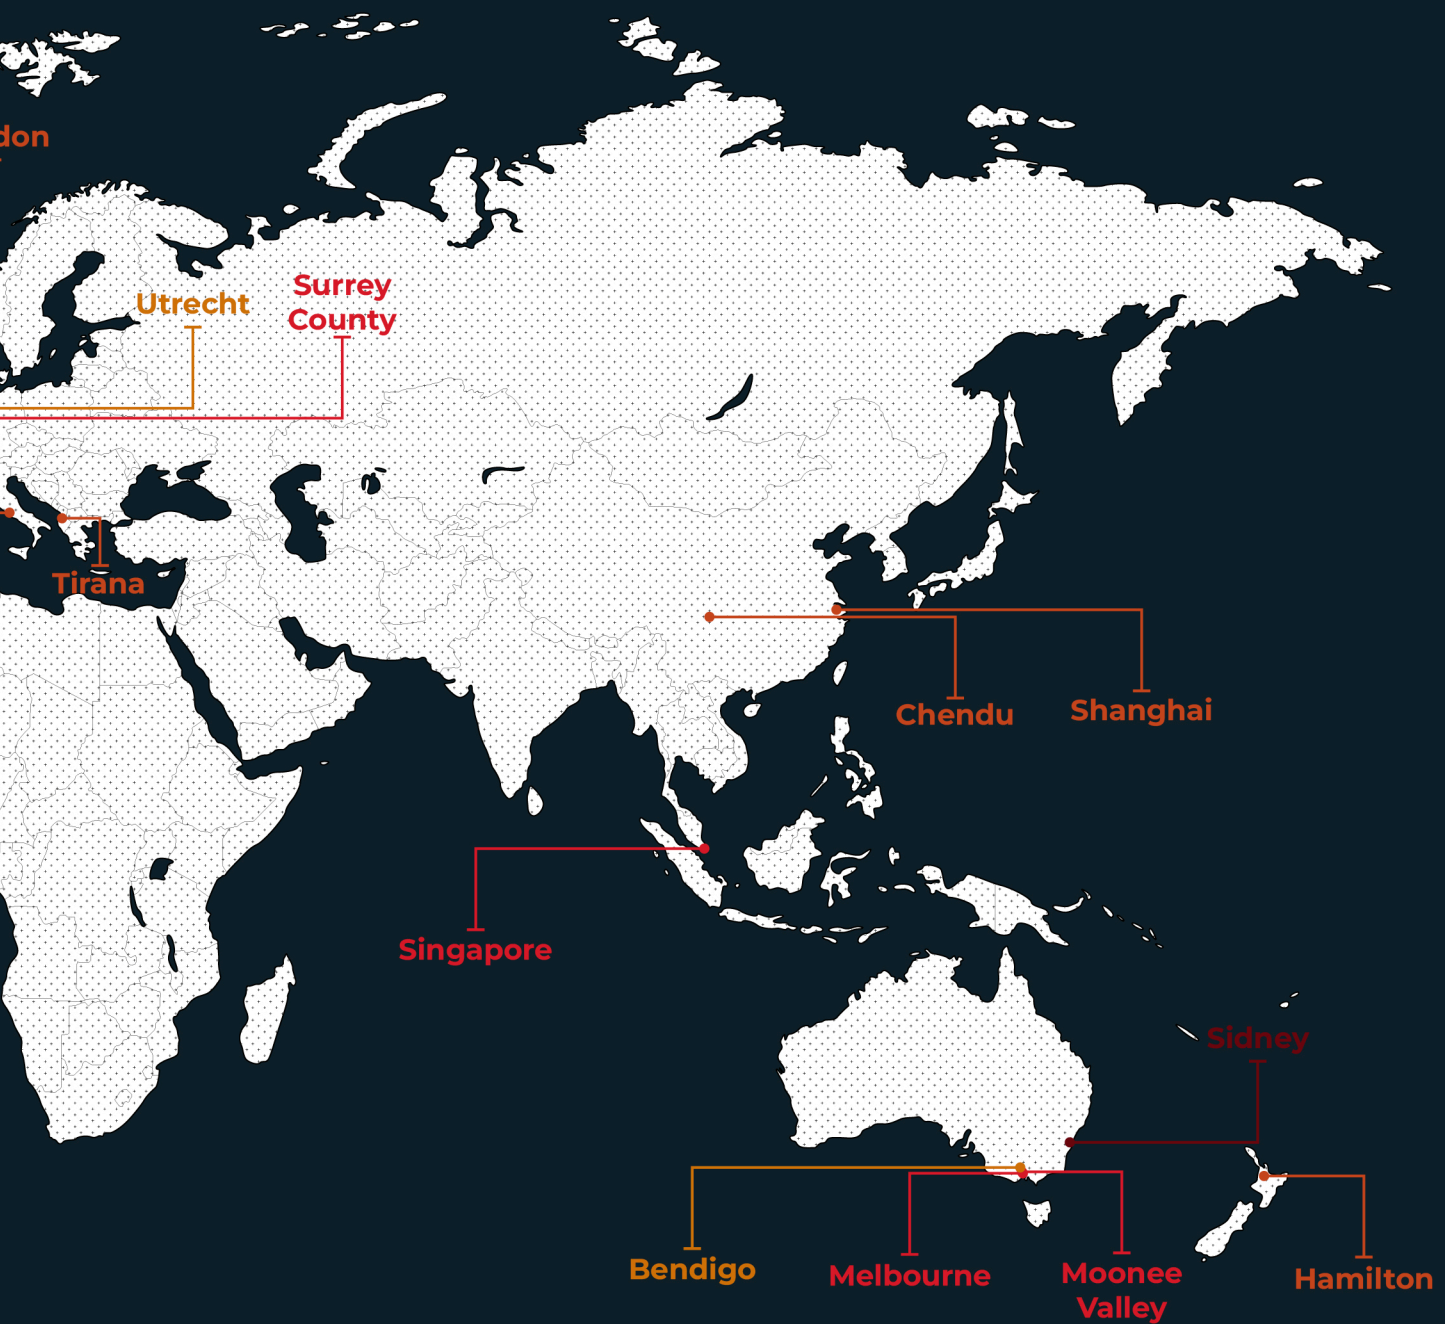 don
Surrey
County
Utrecht
Tirana
Chendu
Shanghai
Singapore
Sidney
Bendigo
Melbourne
Moonee
Valley
Hamilton